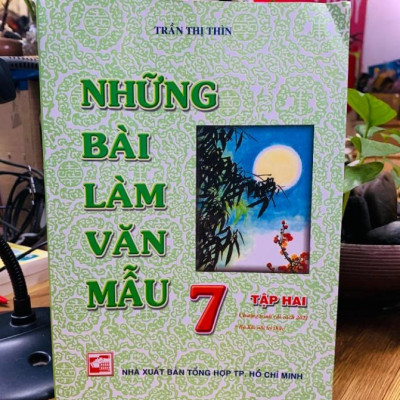 TRẦN THỊ THÌN
NHỮNG
BÀI
LÀM
VĂN
MẪU 7
TẬP HAI
NHÀ XUẤT BẢN TỔNG HỢP TP. HỒ CHÍ MINH